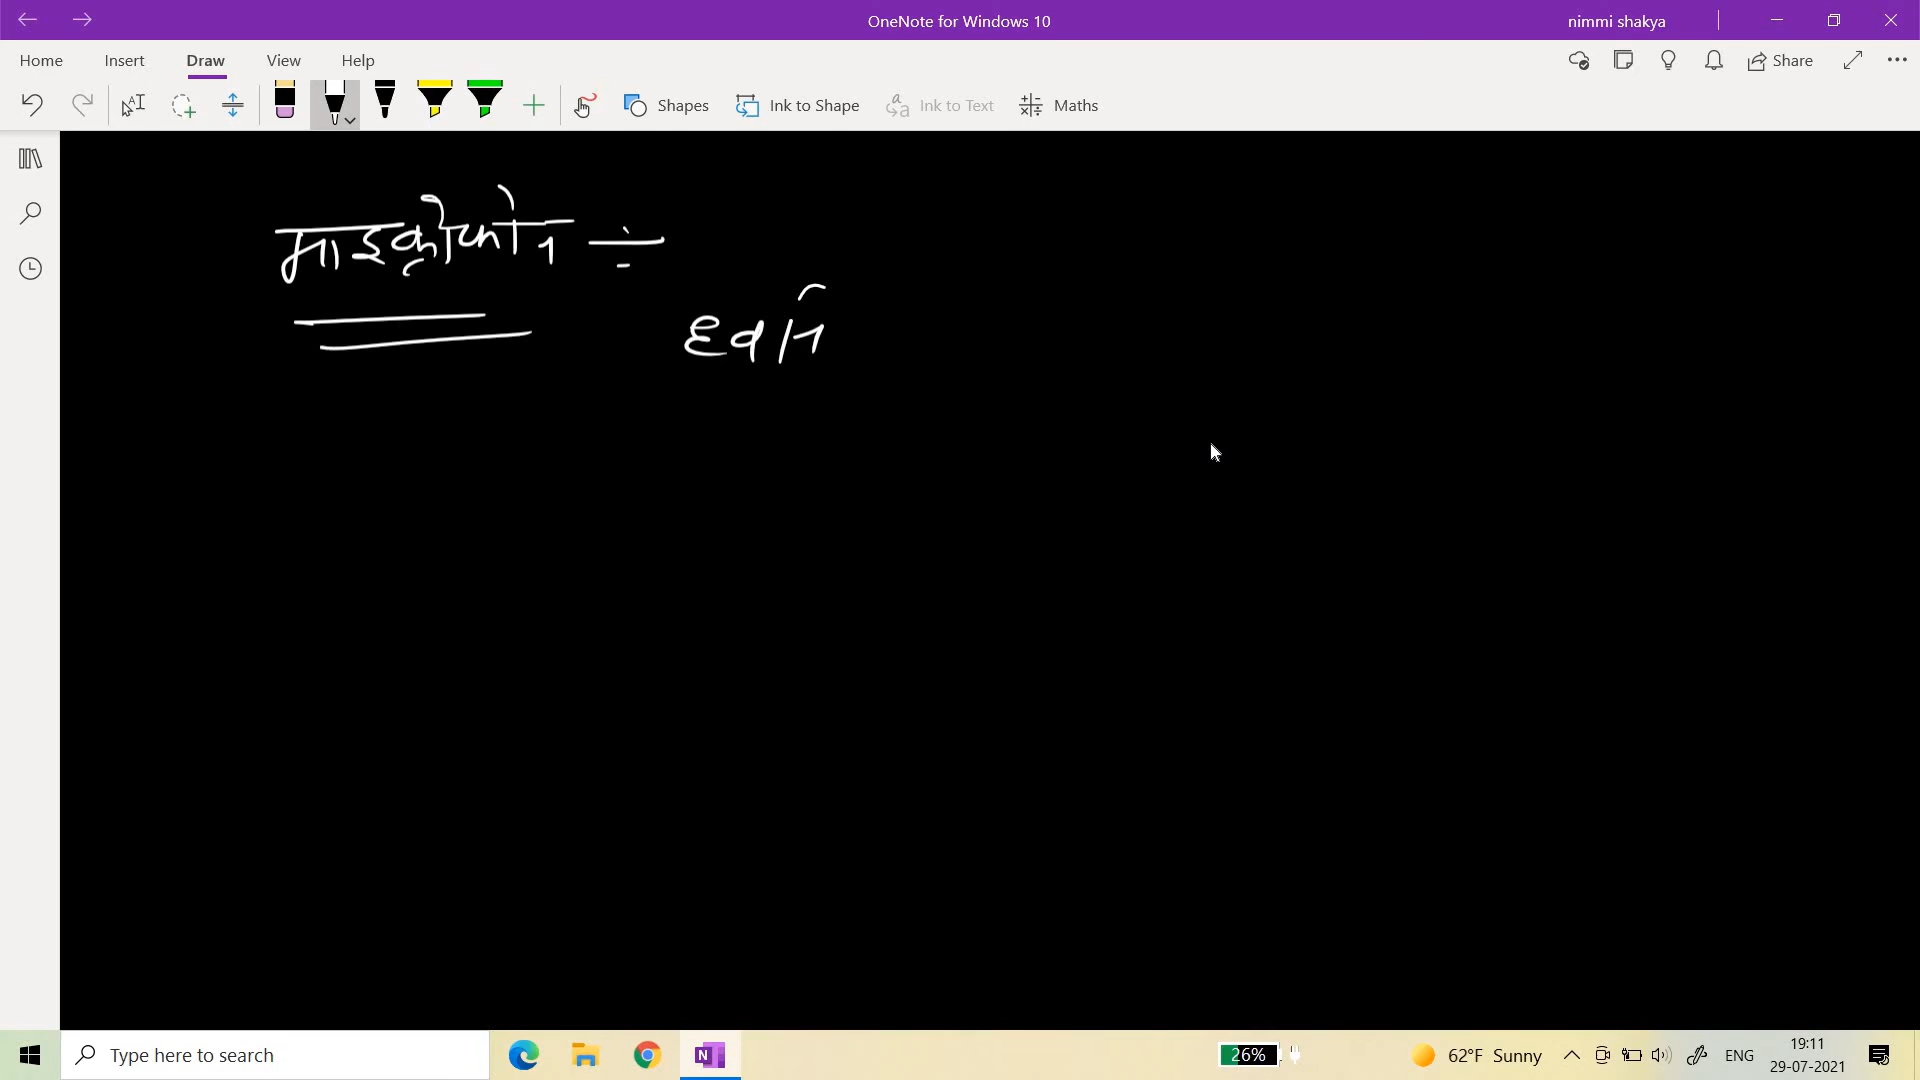 OneNote for Windows 10 nimmi shakya
Home Insert Draw View Help Share
Shapes Ink to Shape Ink to Text Maths
माइक्रोफोन ÷
ध्वनि
Type here to search 26% 62°F Sunny ENG 19:11
29-07-2021